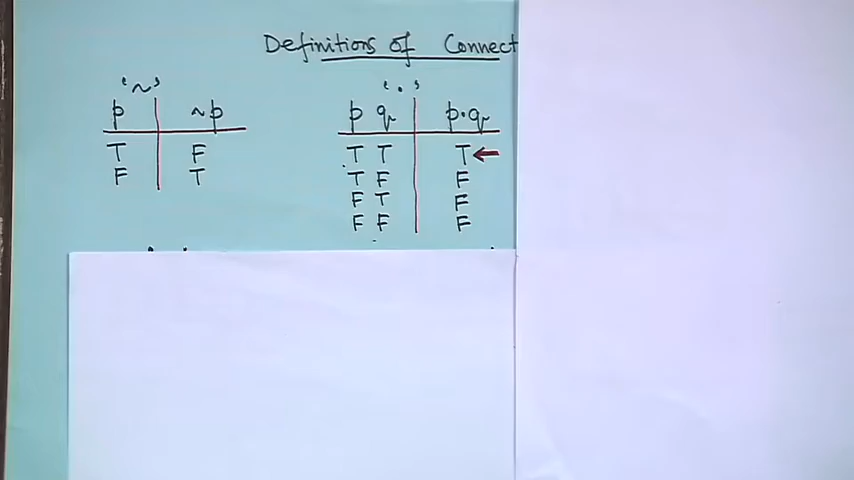 Definitions of Connect
'~' '·'
p ~p p q p·q
T F T T T ←
F T T F F
F T F
F F F